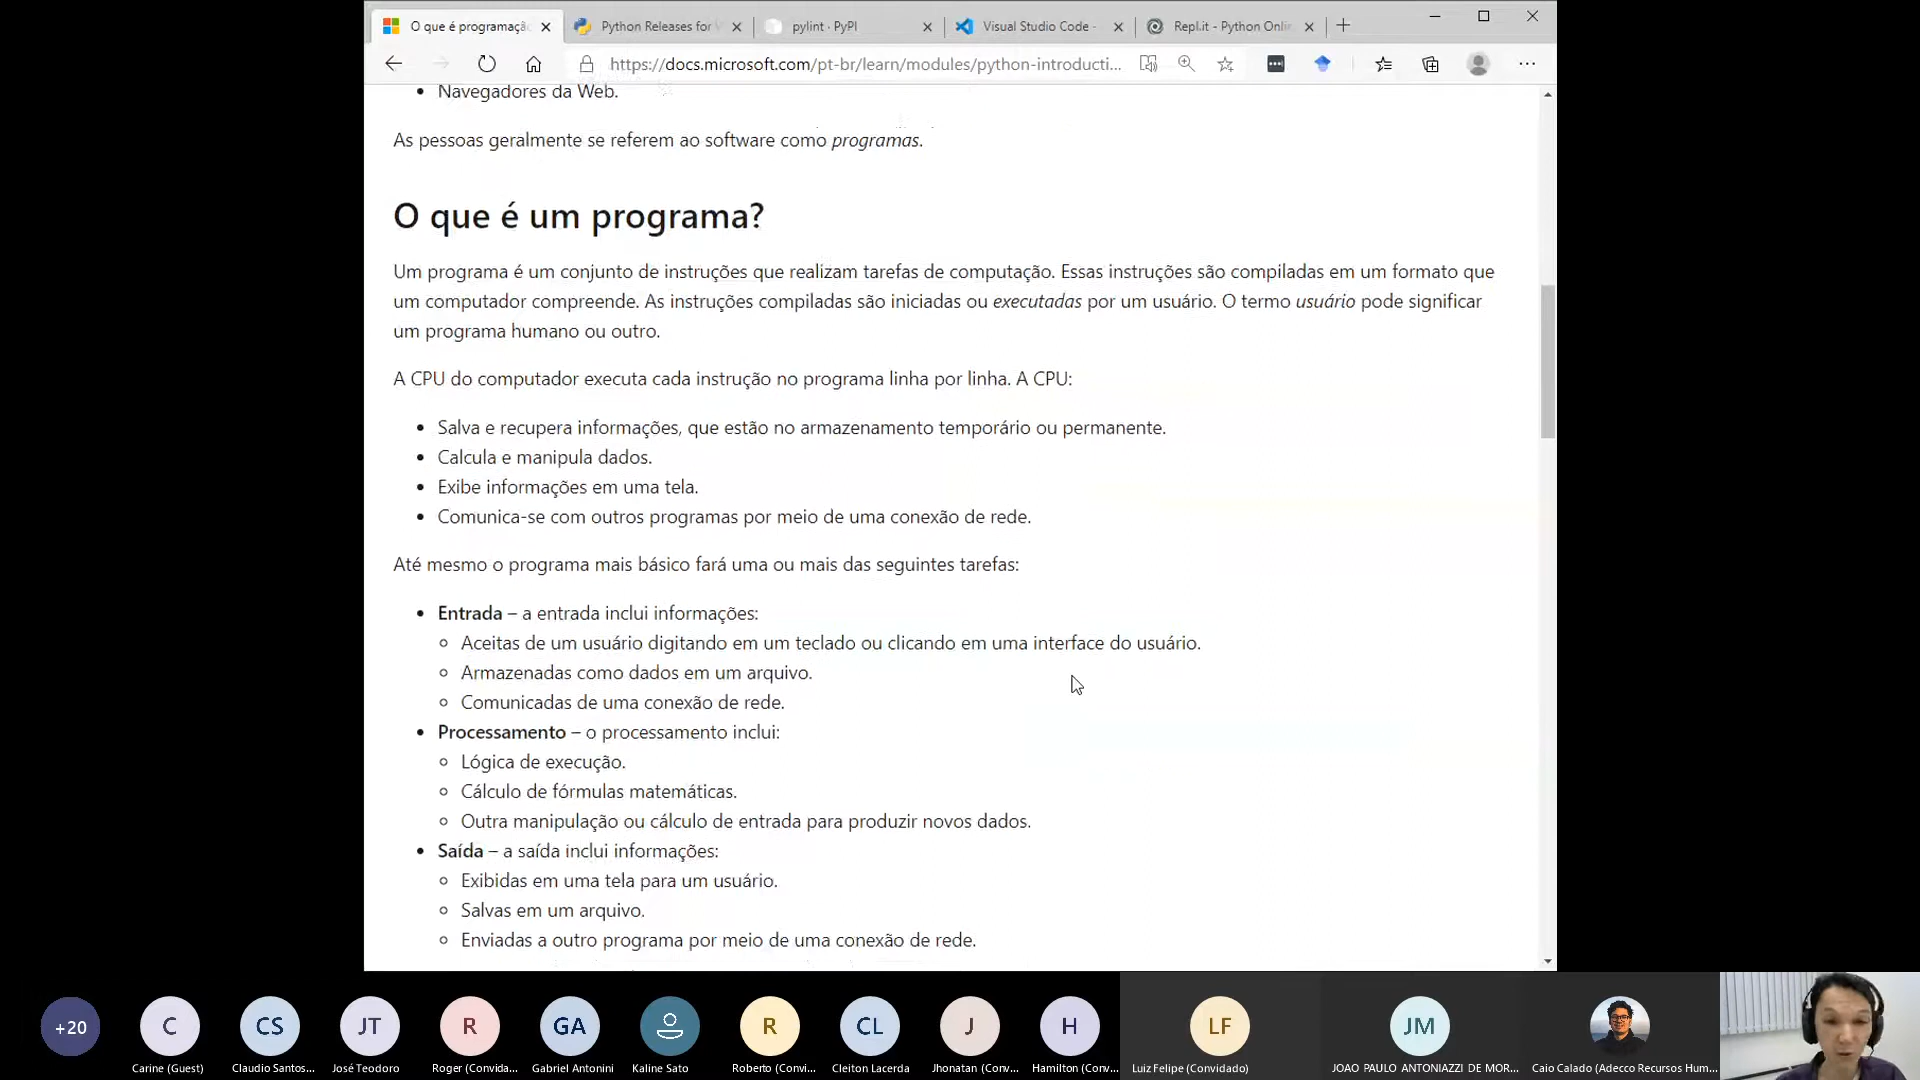 O que é programaçã
Python Releases for W
pylint · PyPI
Visual Studio Code -
Repl.it - Python Onlin
https://docs.microsoft.com/pt-br/learn/modules/python-introducti...
• Navegadores da Web.
As pessoas geralmente se referem ao software como programas.
O que é um programa?
Um programa é um conjunto de instruções que realizam tarefas de computação. Essas instruções são compiladas em um formato que
um computador compreende. As instruções compiladas são iniciadas ou executadas por um usuário. O termo usuário pode significar
um programa humano ou outro.
A CPU do computador executa cada instrução no programa linha por linha. A CPU:
• Salva e recupera informações, que estão no armazenamento temporário ou permanente.
• Calcula e manipula dados.
• Exibe informações em uma tela.
• Comunica-se com outros programas por meio de uma conexão de rede.
Até mesmo o programa mais básico fará uma ou mais das seguintes tarefas:
• Entrada – a entrada inclui informações:
○ Aceitas de um usuário digitando em um teclado ou clicando em uma interface do usuário.
○ Armazenadas como dados em um arquivo.
○ Comunicadas de uma conexão de rede.
• Processamento – o processamento inclui:
○ Lógica de execução.
○ Cálculo de fórmulas matemáticas.
○ Outra manipulação ou cálculo de entrada para produzir novos dados.
• Saída – a saída inclui informações:
○ Exibidas em uma tela para um usuário.
○ Salvas em um arquivo.
○ Enviadas a outro programa por meio de uma conexão de rede.
+20 C CS JT R GA R CL J H LF JM
Carine (Guest) Claudio Santos... José Teodoro Roger (Convida... Gabriel Antonini Kaline Sato Roberto (Convi... Cleiton Lacerda Jhonatan (Conv... Hamilton (Conv... Luiz Felipe (Convidado) JOAO PAULO ANTONIAZZI DE MOR... Caio Calado (Adecco Recursos Hum...